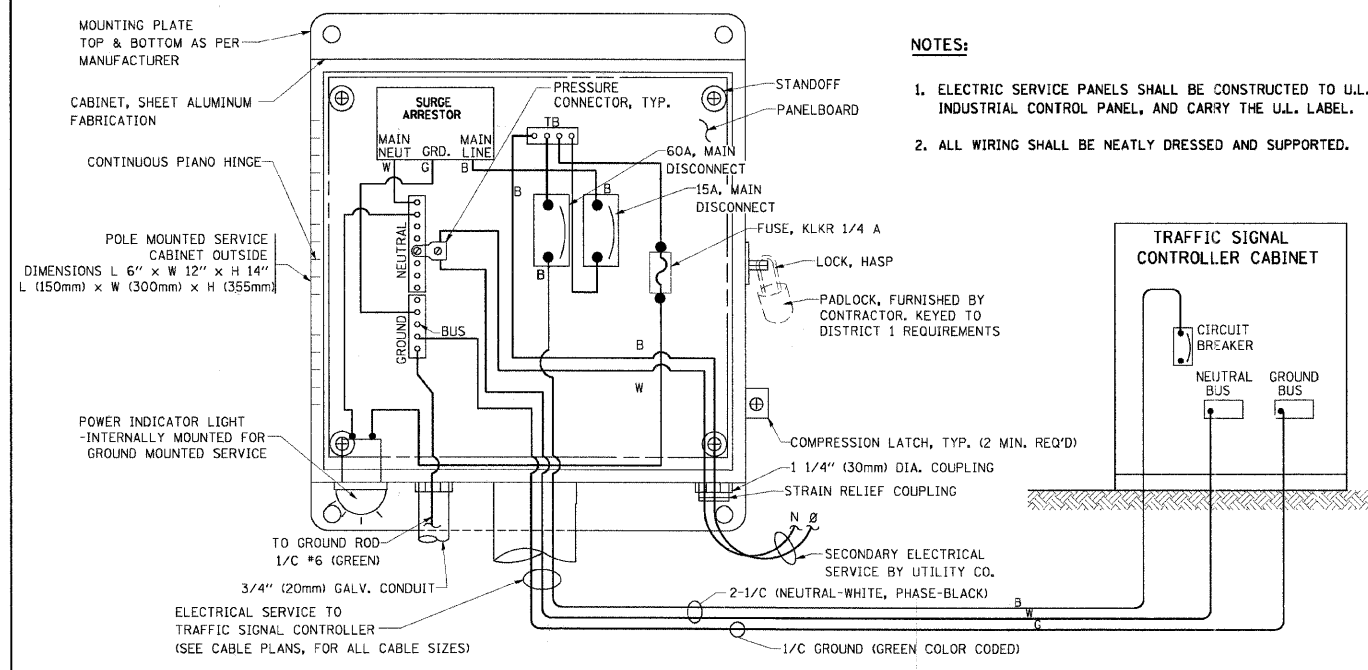 MOUNTING PLATE
TOP & BOTTOM AS PER
MANUFACTURER
CABINET, SHEET ALUMINUM
FABRICATION
CONTINUOUS PIANO HINGE
POLE MOUNTED SERVICE
CABINET OUTSIDE
DIMENSIONS L 6" x W 12" x H 14"
L (150mm) x W (300mm) x H (355mm)
POWER INDICATOR LIGHT
-INTERNALLY MOUNTED FOR
GROUND MOUNTED SERVICE
SURGE
ARRESTOR
MAIN
NEUT
GRD.
MAIN
LINE
W
G
B
PRESSURE
CONNECTOR, TYP.
TB
60A, MAIN
DISCONNECT
15A, MAIN
DISCONNECT
FUSE, KLKR 1/4 A
B
B
B
NEUTRAL
GROUND
BUS
B
W
STANDOFF
PANELBOARD
LOCK, HASP
PADLOCK, FURNISHED BY
CONTRACTOR. KEYED TO
DISTRICT 1 REQUIREMENTS
COMPRESSION LATCH, TYP. (2 MIN. REQ'D)
1 1/4" (30mm) DIA. COUPLING
STRAIN RELIEF COUPLING
N Ø
SECONDARY ELECTRICAL
SERVICE BY UTILITY CO.
TO GROUND ROD
1/C #6 (GREEN)
3/4" (20mm) GALV. CONDUIT
ELECTRICAL SERVICE TO
TRAFFIC SIGNAL CONTROLLER
(SEE CABLE PLANS, FOR ALL CABLE SIZES)
2-1/C (NEUTRAL-WHITE, PHASE-BLACK)
B
W
G
1/C GROUND (GREEN COLOR CODED)
NOTES:
1. ELECTRIC SERVICE PANELS SHALL BE CONSTRUCTED TO U.L.
INDUSTRIAL CONTROL PANEL, AND CARRY THE U.L. LABEL.
2. ALL WIRING SHALL BE NEATLY DRESSED AND SUPPORTED.
TRAFFIC SIGNAL
CONTROLLER CABINET
CIRCUIT
BREAKER
NEUTRAL
BUS
GROUND
BUS